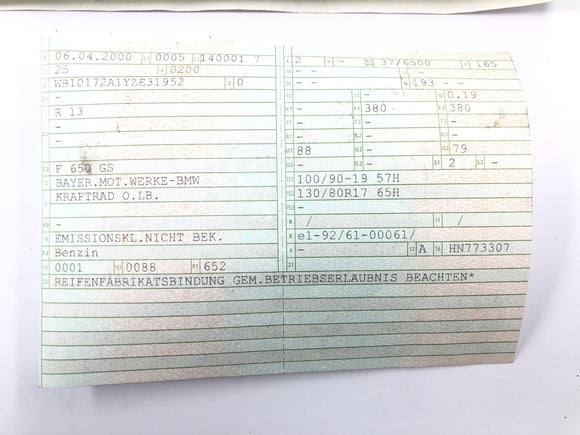 06.04.2000 0005 140001 7
25 0200
WB10172A1YZE31952 0
-
R 13
-
-
F 650 GS
BAYER.MOT.WERKE-BMW
KRAFTRAD O.LB.
-
EMISSIONSKL.NICHT BEK.
Benzin
0001 0088 652
2 - 37/6500 165
- -
- - 193 - -
- 0.19
- 380 380
- -
- -
88 79
- - 2 -
100/90-19 57H
130/80R17 65H
-
/ /
e1-92/61-00061/
- A HN773307
REIFENFABRIKATSBINDUNG GEM.BETRIEBSERLAUBNIS BEACHTEN*